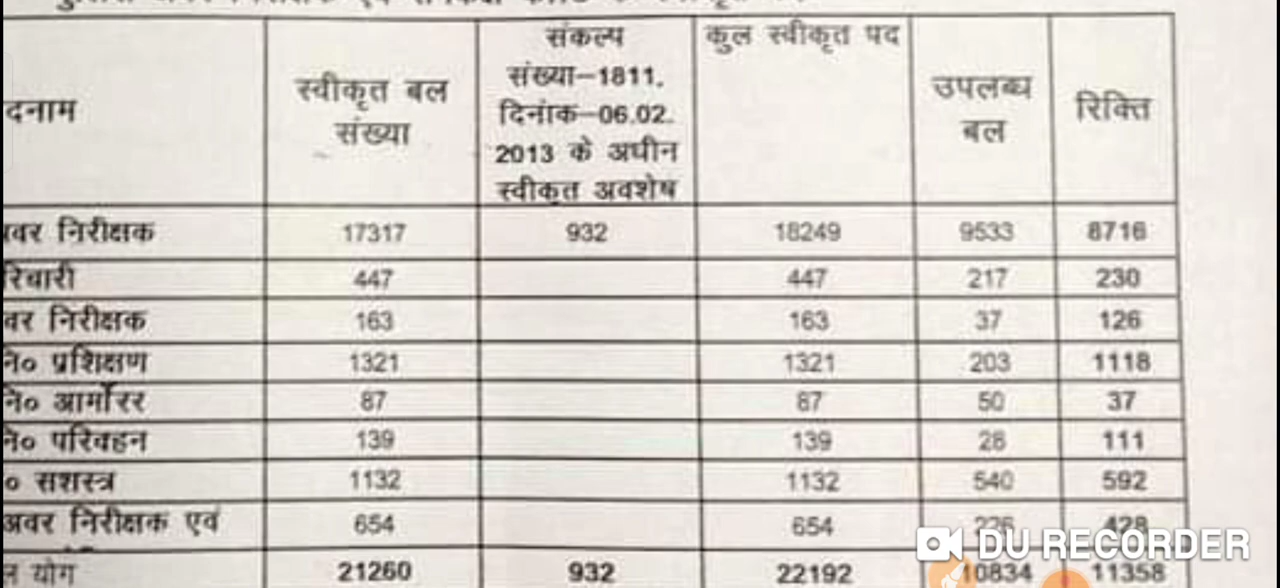 दनाम
स्वीकृत बल
संख्या
संकल्प
संख्या–1811,
दिनांक–06.02.
2013 के अधीन
स्वीकृत अवशेष
कुल स्वीकृत पद
उपलब्ध
बल
रिक्ति
वर निरीक्षक 17317 932 18249 9533 8716
रिचारी 447 447 217 230
वर निरीक्षक 163 163 37 126
नि० प्रशिक्षण 1321 1321 203 1118
नि० आर्मोरर 87 87 50 37
नि० परिवहन 139 139 28 111
० सशस्त्र 1132 1132 540 592
अवर निरीक्षक एवं 654 654 226 428
DU RECORDER
ल योग 21260 932 22192 10834 11358